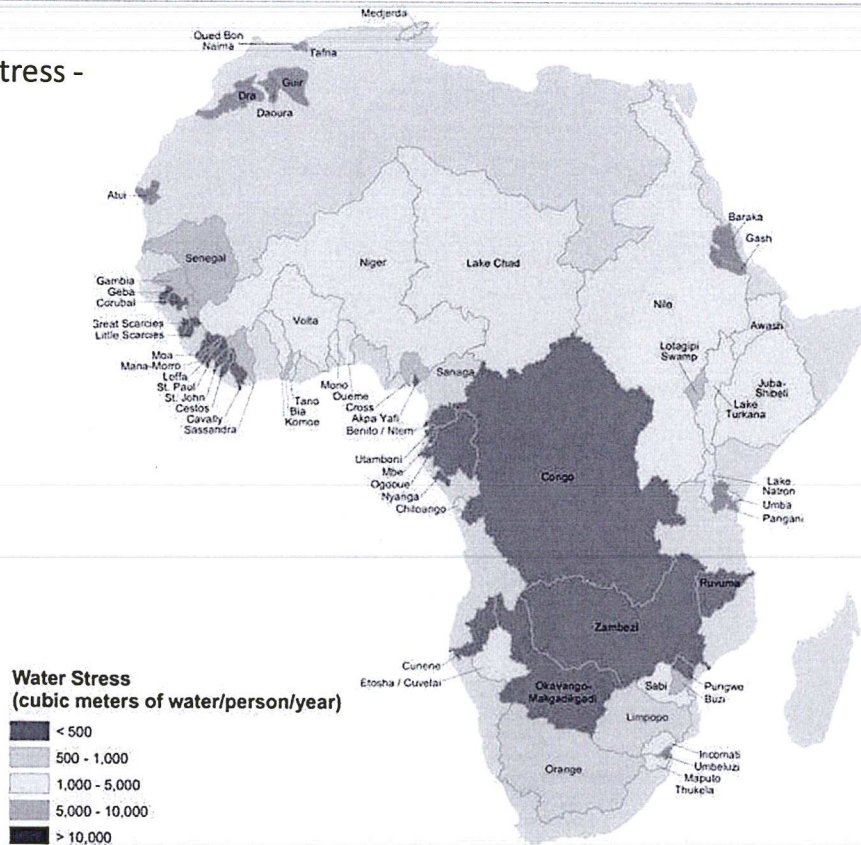 tress -
Medjerda
Oued Bon
Naima
Tafna
Guir
Dra
Daoura
Atui
Baraka
Gash
Senegal
Niger
Lake Chad
Nile
Gambia
Geba
Corubal
Great Scarcies
Little Scarcies
Volta
Awash
Lotagipi
Swamp
Moa
Mana-Morro
Loffa
St. Paul
St. John
Cestos
Cavally
Sassandra
Tano
Bia
Komoe
Mono
Oueme
Cross
Akpa Yafi
Benito / Ntem
Sanaga
Juba-
Shibeli
Lake
Turkana
Utamboni
Mbe
Ogooue
Nyanga
Chiloango
Congo
Lake
Natron
Umba
Pangani
Ruvuma
Zambezi
Cunene
Etosha / Cuvelai
Okavango-
Makgadikgadi
Sabi
Pungwe
Buzi
Limpopo
Incomati
Umbeluzi
Maputo
Thukela
Orange
Water Stress
(cubic meters of water/person/year)
< 500
500 - 1,000
1,000 - 5,000
5,000 - 10,000
> 10,000